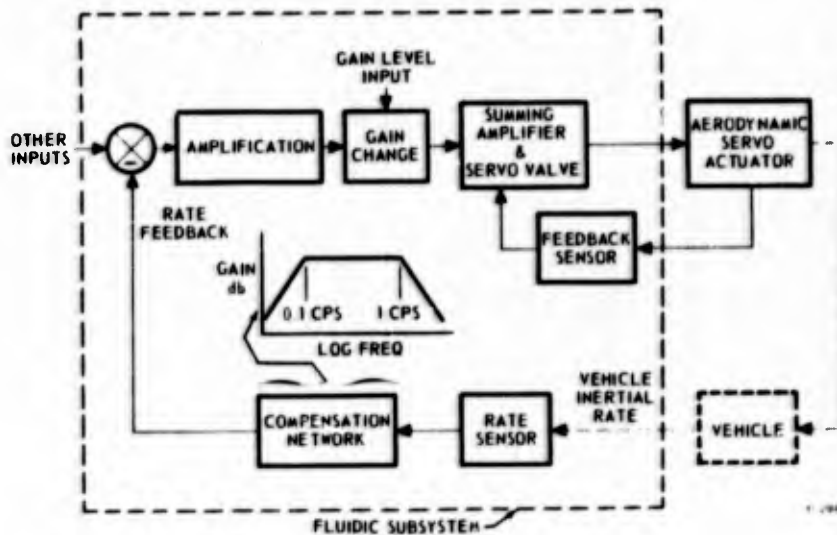 GAIN LEVEL
INPUT
OTHER
INPUTS
AMPLIFICATION
GAIN
CHANGE
SUMMING
AMPLIFIER
&
SERVO VALVE
AERODYNAMIC
SERVO
ACTUATOR
RATE
FEEDBACK
FEEDBACK
SENSOR
GAIN
db
0.1 CPS
1 CPS
LOG FREQ
COMPENSATION
NETWORK
RATE
SENSOR
VEHICLE
INERTIAL
RATE
VEHICLE
FLUIDIC SUBSYSTEM